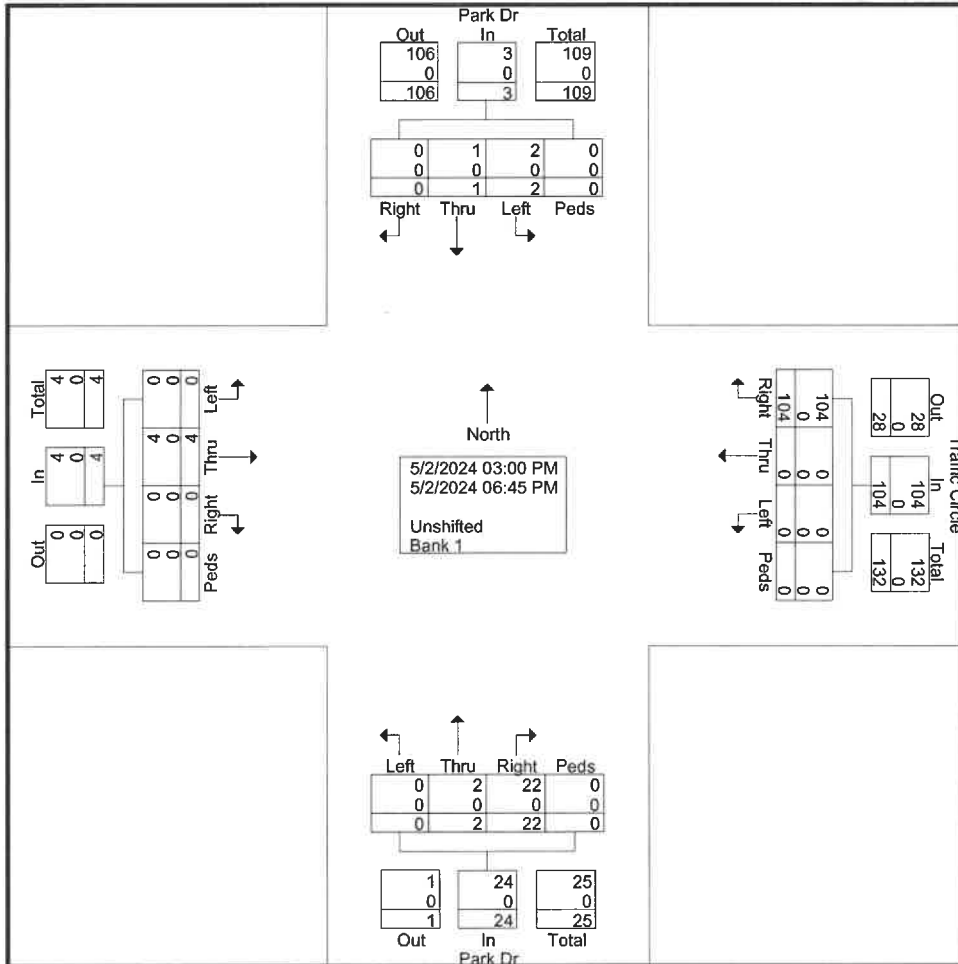 Park Dr
Out In Total
106 3 109
0 0 0
106 3 109
0 1 2 0
0 0 0 0
0 1 2 0
Right Thru Left Peds
Total 4 0 4
In 4 0 4
Out 0 0 0
0 0 0 Left
4 0 4 Thru
0 0 0 Right
0 0 0 Peds
North
5/2/2024 03:00 PM
5/2/2024 06:45 PM
Unshifted
Bank 1
Right Thru Left Peds
104 0 0 0
0 0 0 0
104 0 0 0
Traffic Circle
Out In Total
28 104 132
0 0 0
28 104 132
Left Thru Right Peds
0 2 22 0
0 0 0 0
0 2 22 0
1 24 25
0 0 0
1 24 25
Out In Total
Park Dr